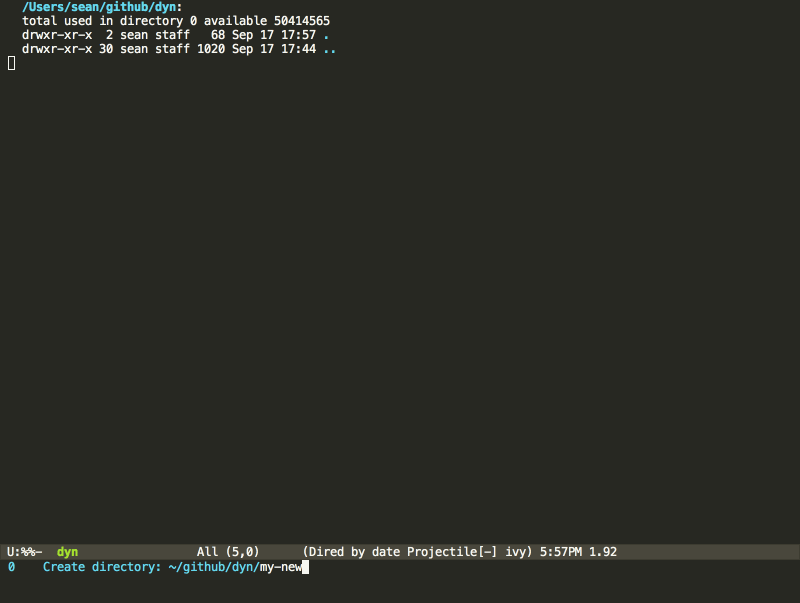 /Users/sean/github/dyn:
total used in directory 0 available 50414565
drwxr-xr-x  2 sean staff   68 Sep 17 17:57 .
drwxr-xr-x 30 sean staff 1020 Sep 17 17:44 ..
U:%%-  dyn                 All (5,0)      (Dired by date Projectile[-] ivy) 5:57PM 1.92
0    Create directory: ~/github/dyn/my-new